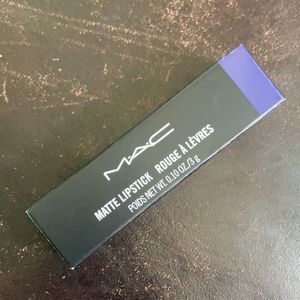 MAC
MATTE LIPSTICK ROUGE À LÈVRES
POIDS NET WT. 0.10 OZ./3 g